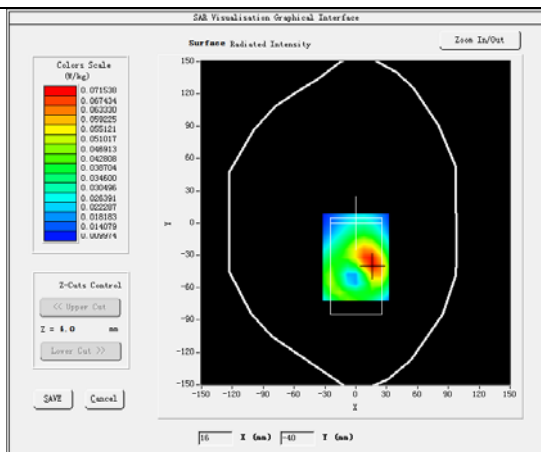 SAR Visualisation Graphical Interface
Surface Radiated Intensity
Zoom In/Out
Colors Scale
(W/kg)
0.071538
0.067434
0.063330
0.059225
0.055121
0.051017
0.046913
0.042808
0.038704
0.034600
0.030496
0.026391
0.022287
0.018183
0.014079
0.009974
150
120
90
60
30
0
-30
-60
-90
-120
-150
Y
-150 -120 -90 -60 -30 0 30 60 90 120 150
X
Z-Cuts Control
<< Upper Cut
Z = 4.0 mm
Lower Cut >>
SAVE Cancel
16 X (mm) -40 Y (mm)